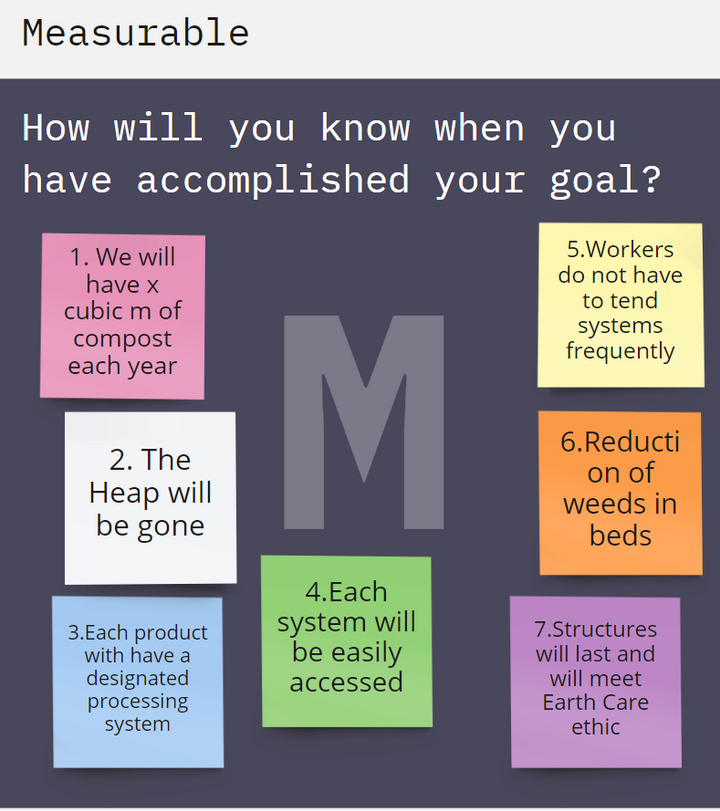 Measurable
How will you know when you
have accomplished your goal?
1. We will
have x
cubic m of
compost
each year
2. The
Heap will
be gone
3.Each product
with have a
designated
processing
system
M
4.Each
system will
be easily
accessed
5.Workers
do not have
to tend
systems
frequently
6.Reducti
on of
weeds in
beds
7.Structures
will last and
will meet
Earth Care
ethic